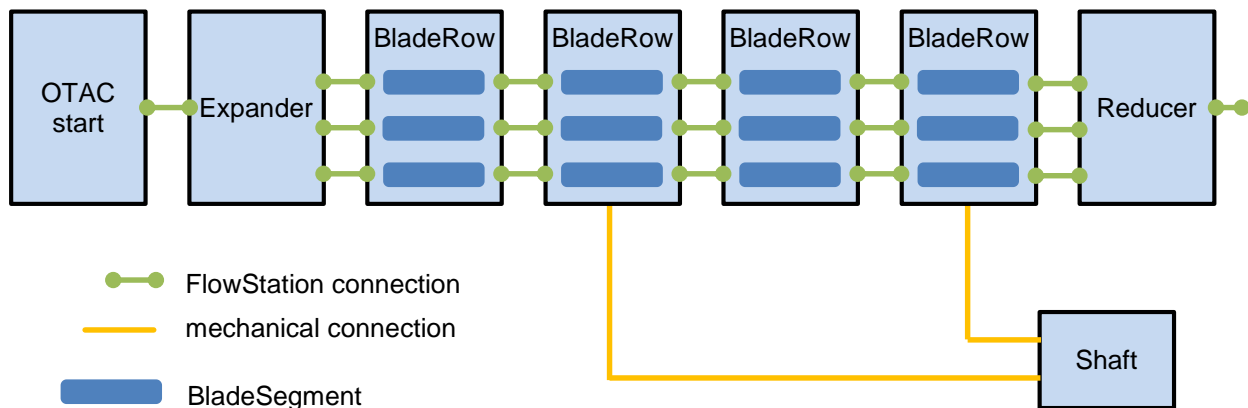 OTAC
start
Expander
BladeRow
BladeRow
BladeRow
BladeRow
Reducer
FlowStation connection
mechanical connection
BladeSegment
Shaft